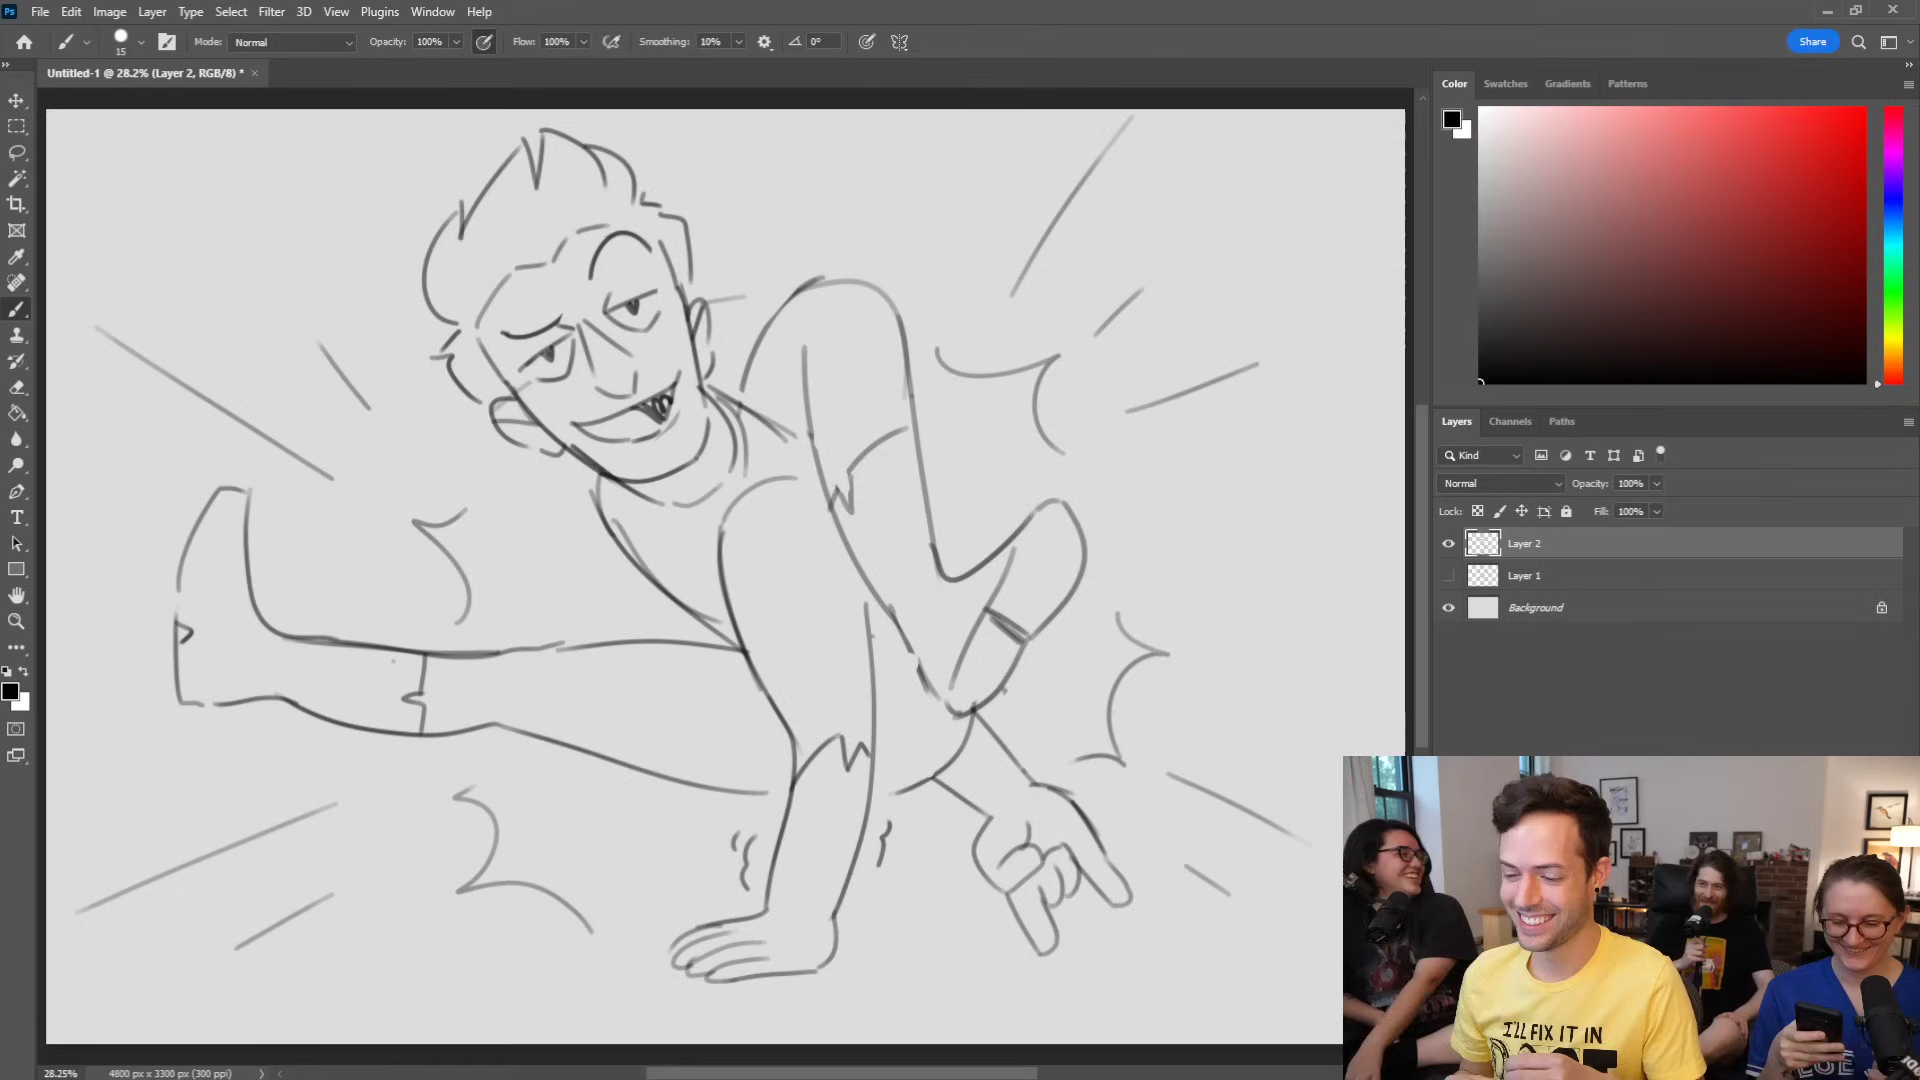 Ps File Edit Image Layer Type Select Filter 3D View Plugins Window Help
15 Mode: Normal Opacity: 100% Flow: 100% Smoothing: 10% 0° Share
Untitled-1 @ 28.2% (Layer 2, RGB/8) * ×
Color Swatches Gradients Patterns
Layers Channels Paths
Kind
Normal Opacity: 100%
Lock: Fill: 100%
Layer 2
Layer 1
Background
I'LL FIX IT IN
28.25% 4800 px x 3300 px (300 ppi)